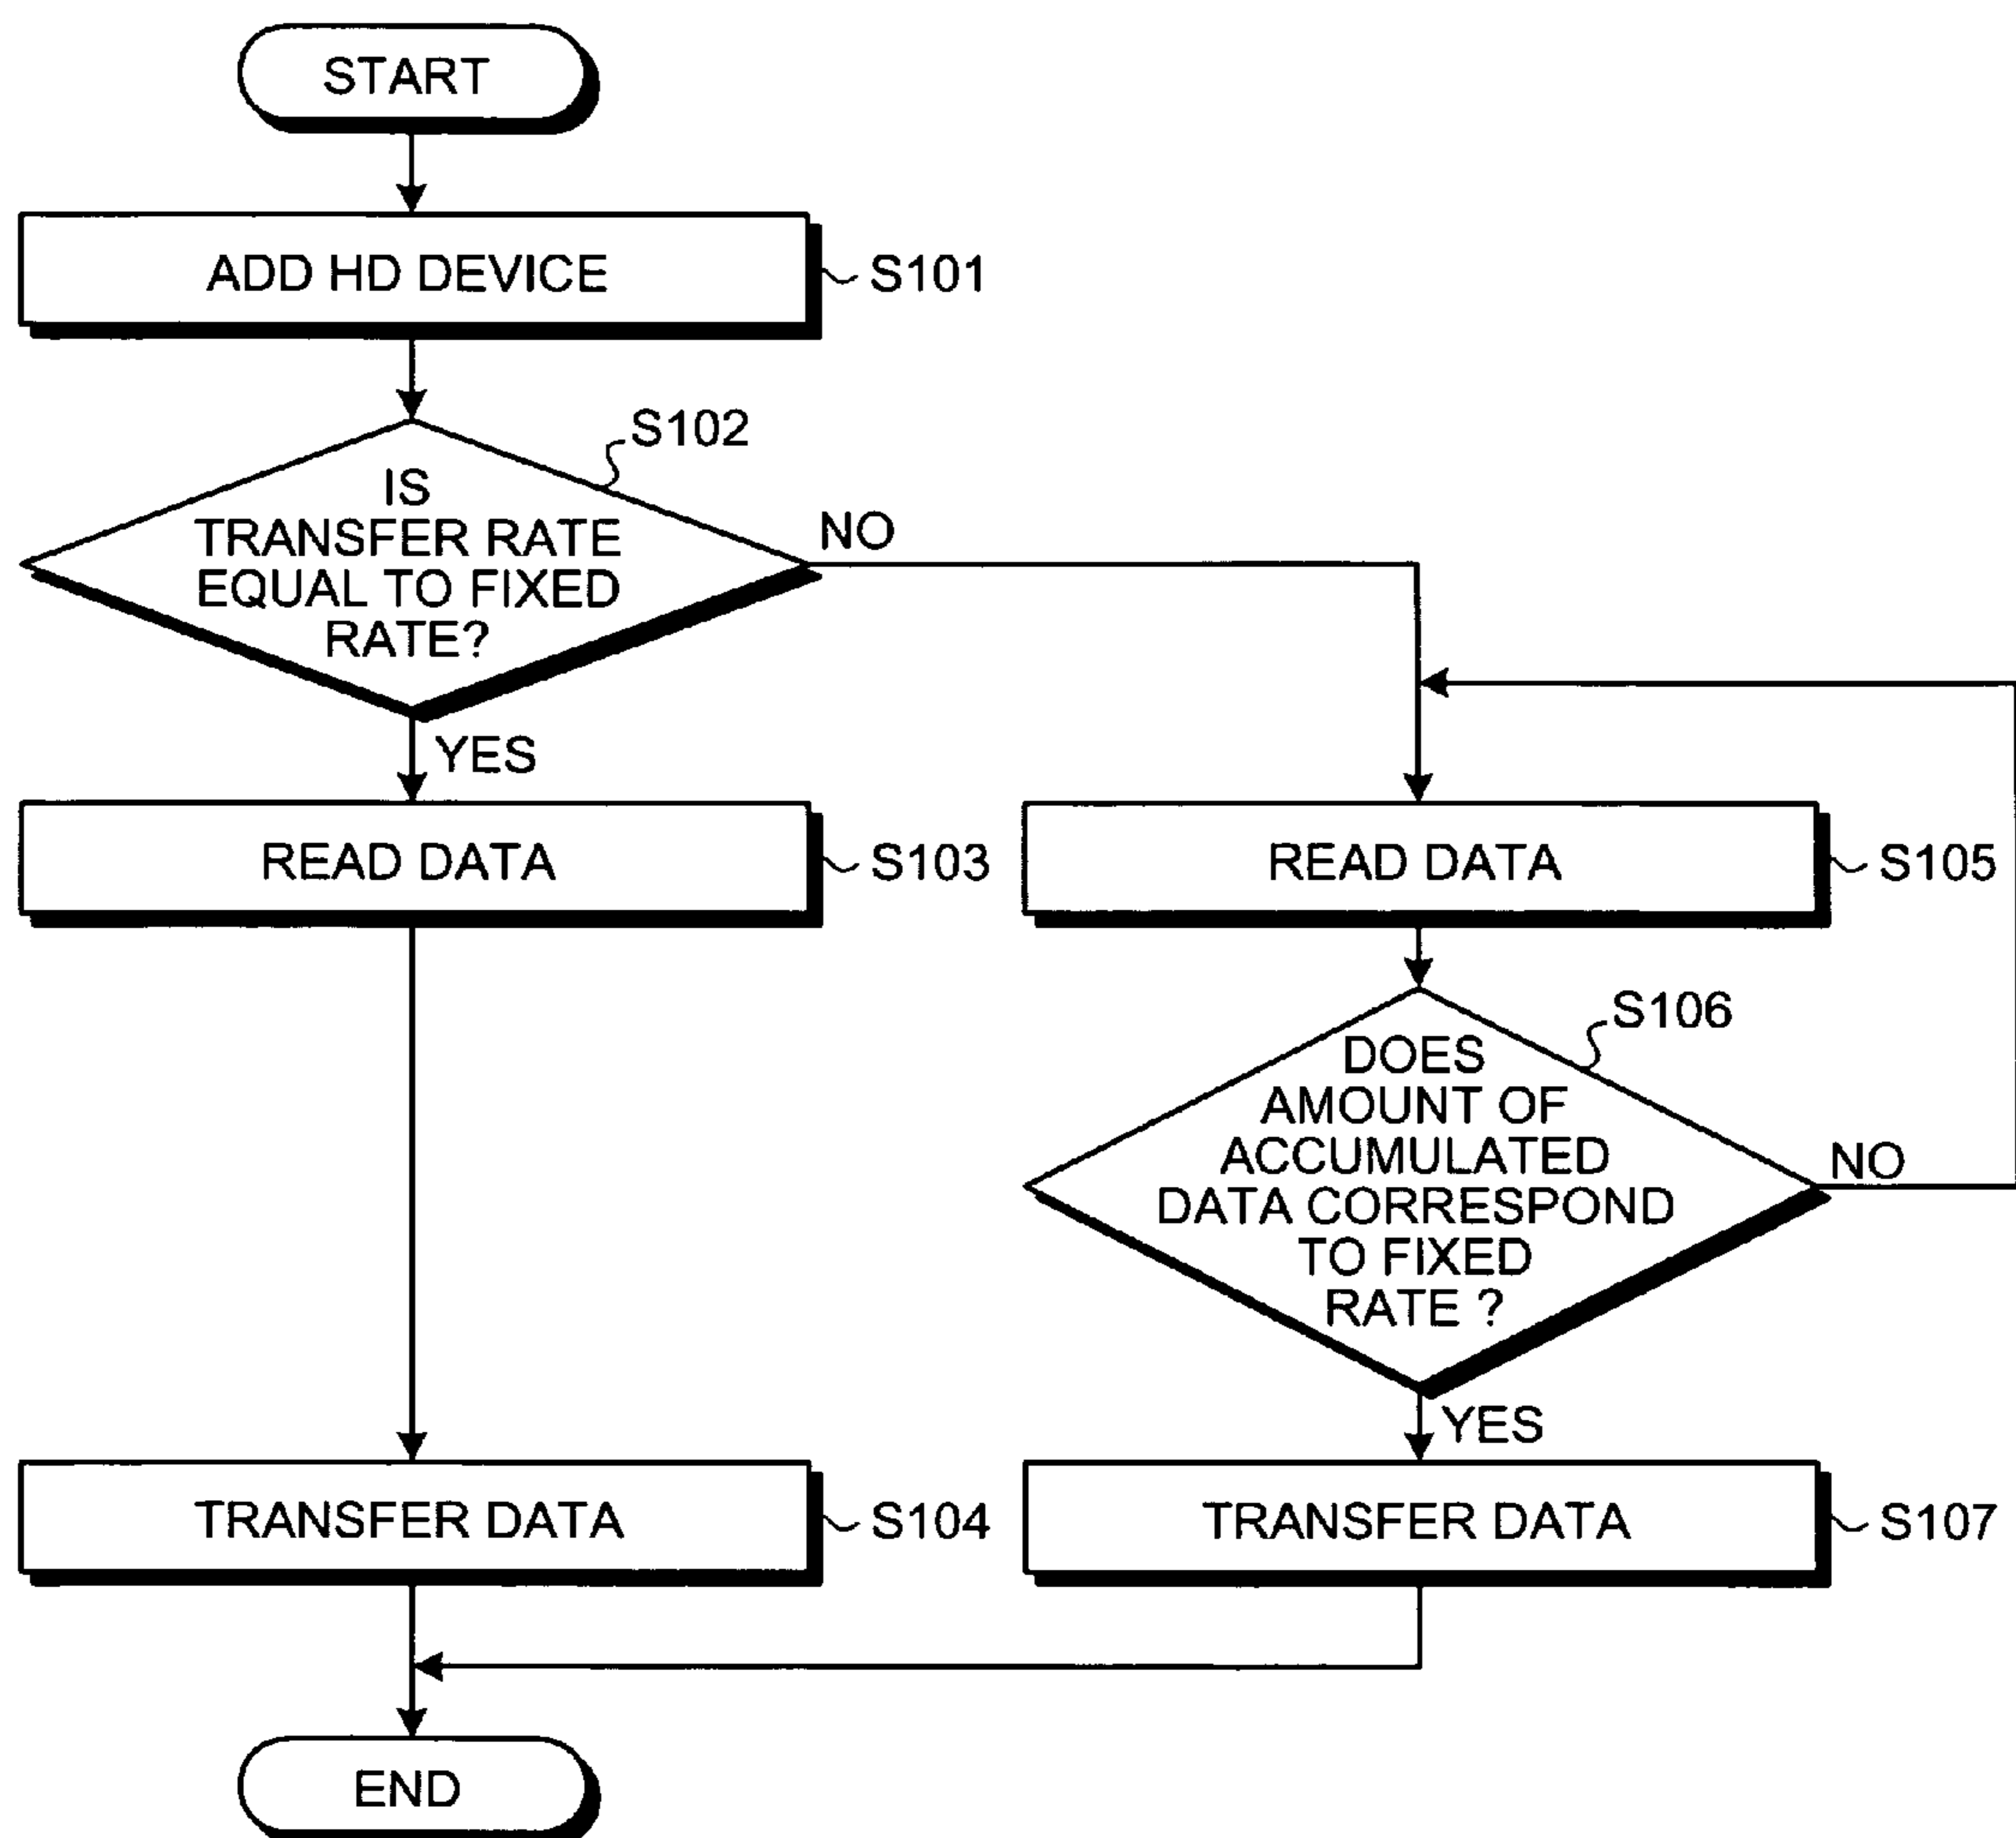 START
ADD HD DEVICE
S101
S102
IS
TRANSFER RATE
EQUAL TO FIXED
RATE?
NO
YES
READ DATA
S103
READ DATA
S105
S106
DOES
AMOUNT OF
ACCUMULATED
DATA CORRESPOND
TO FIXED
RATE ?
NO
YES
TRANSFER DATA
S104
TRANSFER DATA
S107
END